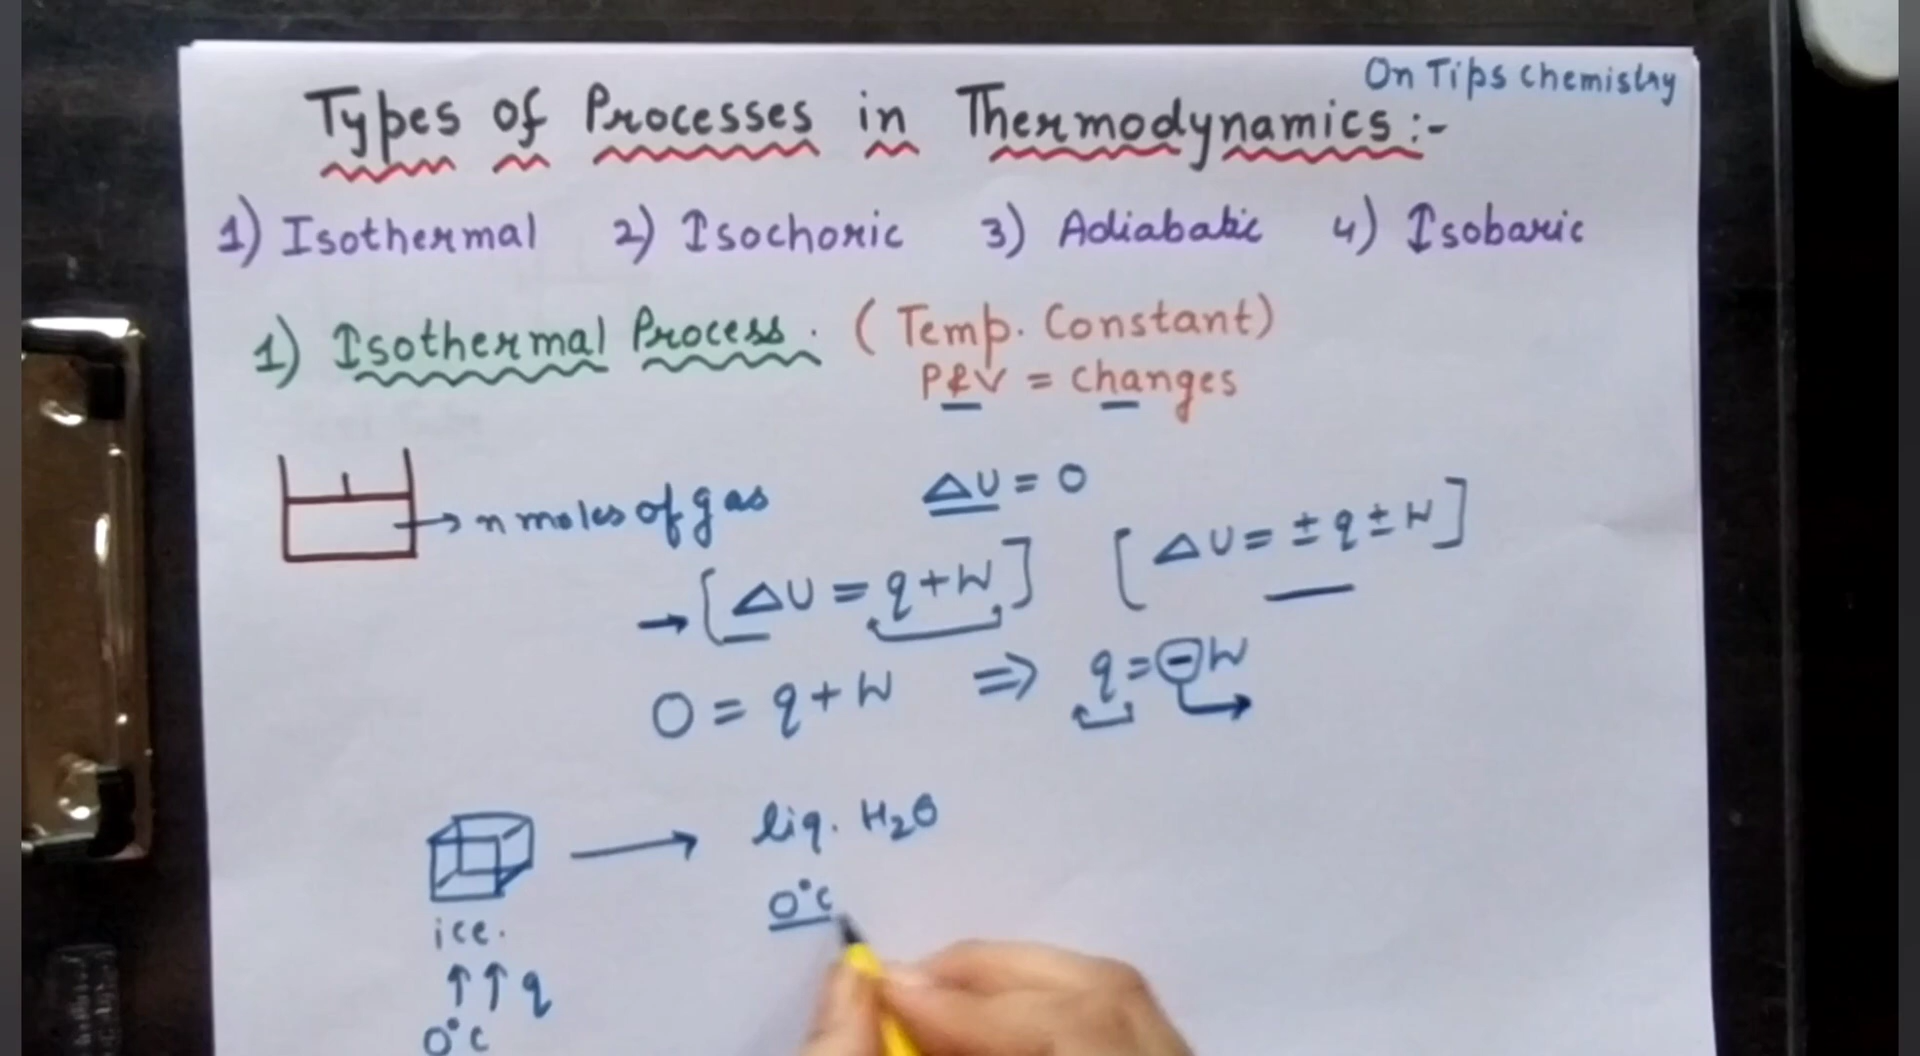 On Tips Chemistry
Types of Processes in Thermodynamics:-
1) Isothermal 2) Isochoric 3) Adiabatic 4) Isobaric
1) Isothermal Process. (Temp. Constant)
P&V = changes
→ n moles of gas
ΔU = 0
→ [ΔU = q+W] [ΔU = ± q ± W]
0 = q+W ⇒ q = -W
→ liq. H2O
0°C
ice.
↑↑ q
0°C